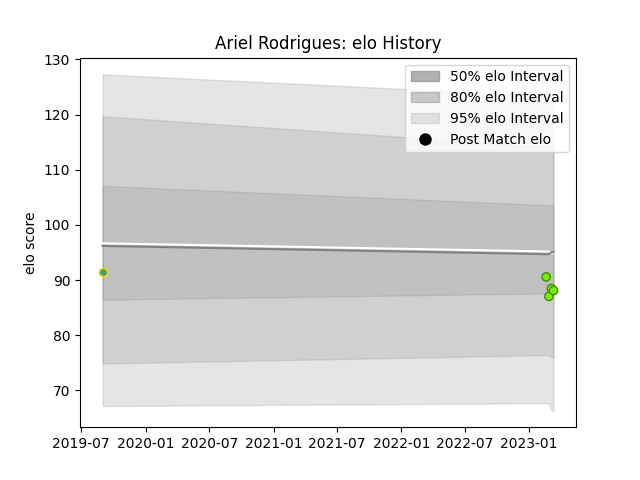 Ariel Rodrigues: elo History
130
120
110
100
90
80
70
elo score
50% elo Interval
80% elo Interval
95% elo Interval
Post Match elo
2019-07 2020-01 2020-07 2021-01 2021-07 2022-01 2022-07 2023-01